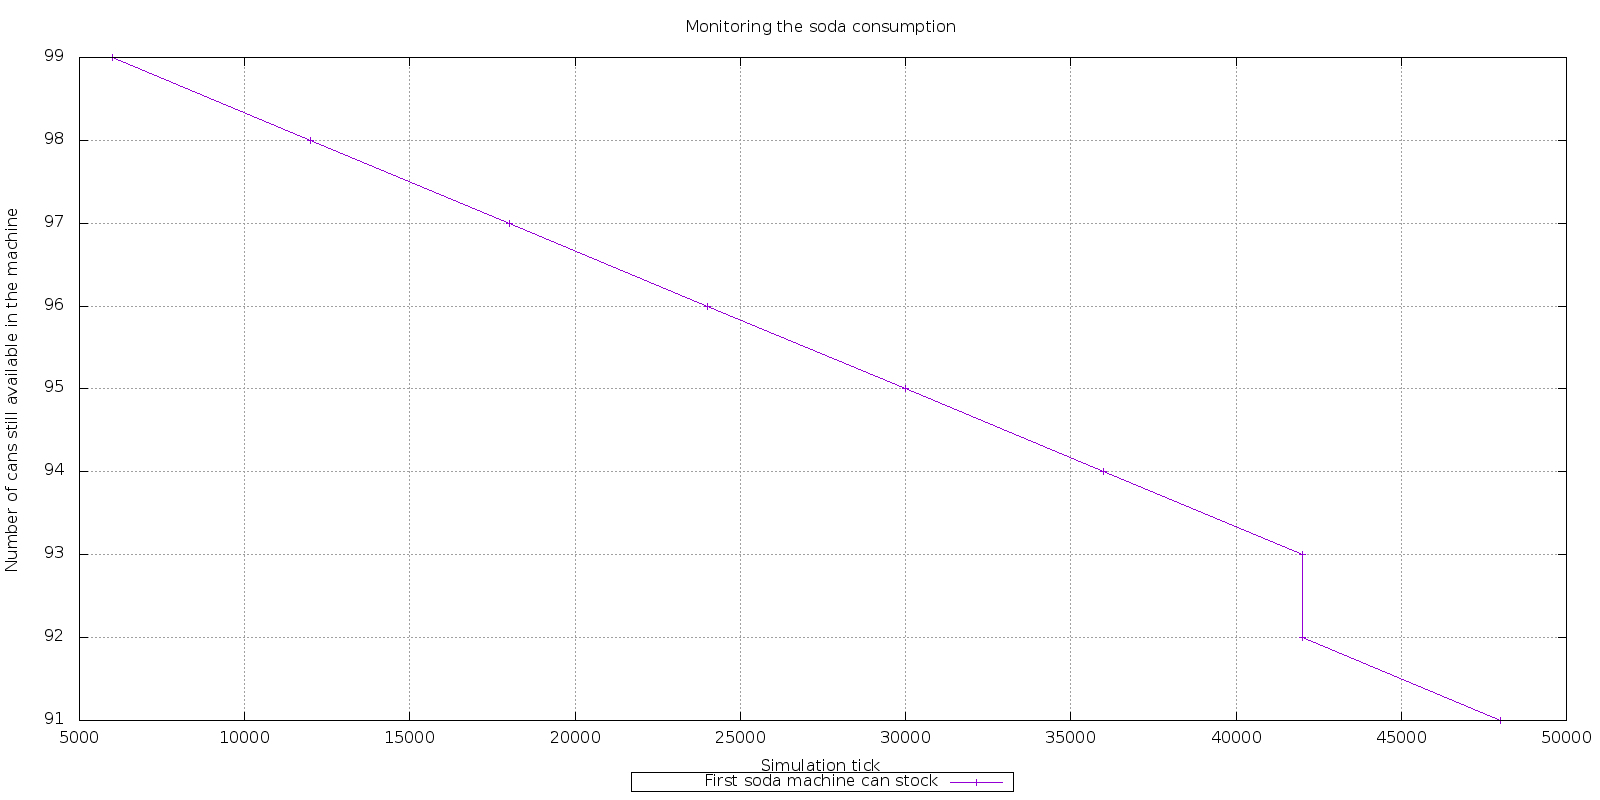 Monitoring the soda consumption
99
98
97
96
95
94
93
92
91
Number of cans still available in the machine
5000 10000 15000 20000 25000 30000 35000 40000 45000 50000
Simulation tick
First soda machine can stock